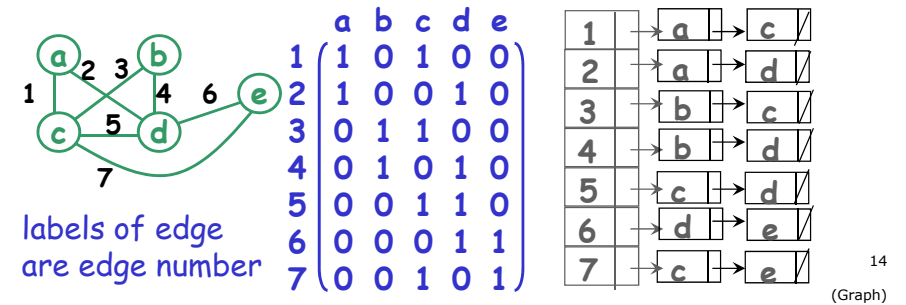 a b
2 3
1 4 6 e
5
c d
7
labels of edge
are edge number
a b c d e
1 1 0 1 0 0
2 1 0 0 1 0
3 0 1 1 0 0
4 0 1 0 1 0
5 0 0 1 1 0
6 0 0 0 1 1
7 0 0 1 0 1
1 a c
2 a d
3 b c
4 b d
5 c d
6 d e
7 c e
14
(Graph)